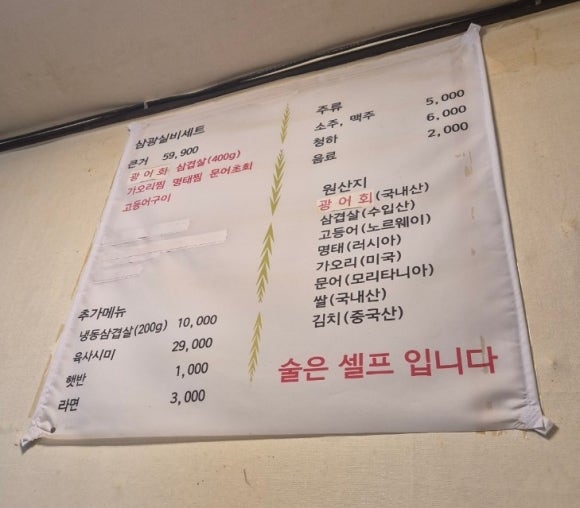 삼광실비세트
큰거 59,900
광어회 삼겹살(400g)
가오리찜 명태찜 문어초회
고등어구이
추가메뉴
냉동삼겹살(200g) 10,000
육사시미 29,000
햇반 1,000
라면 3,000
주류
소주, 맥주 5,000
청하 6,000
음료 2,000
원산지
광어회(국내산)
삼겹살(수입산)
고등어(노르웨이)
명태(러시아)
가오리(미국)
문어(모리타니아)
쌀(국내산)
김치(중국산)
술은 셀프 입니다